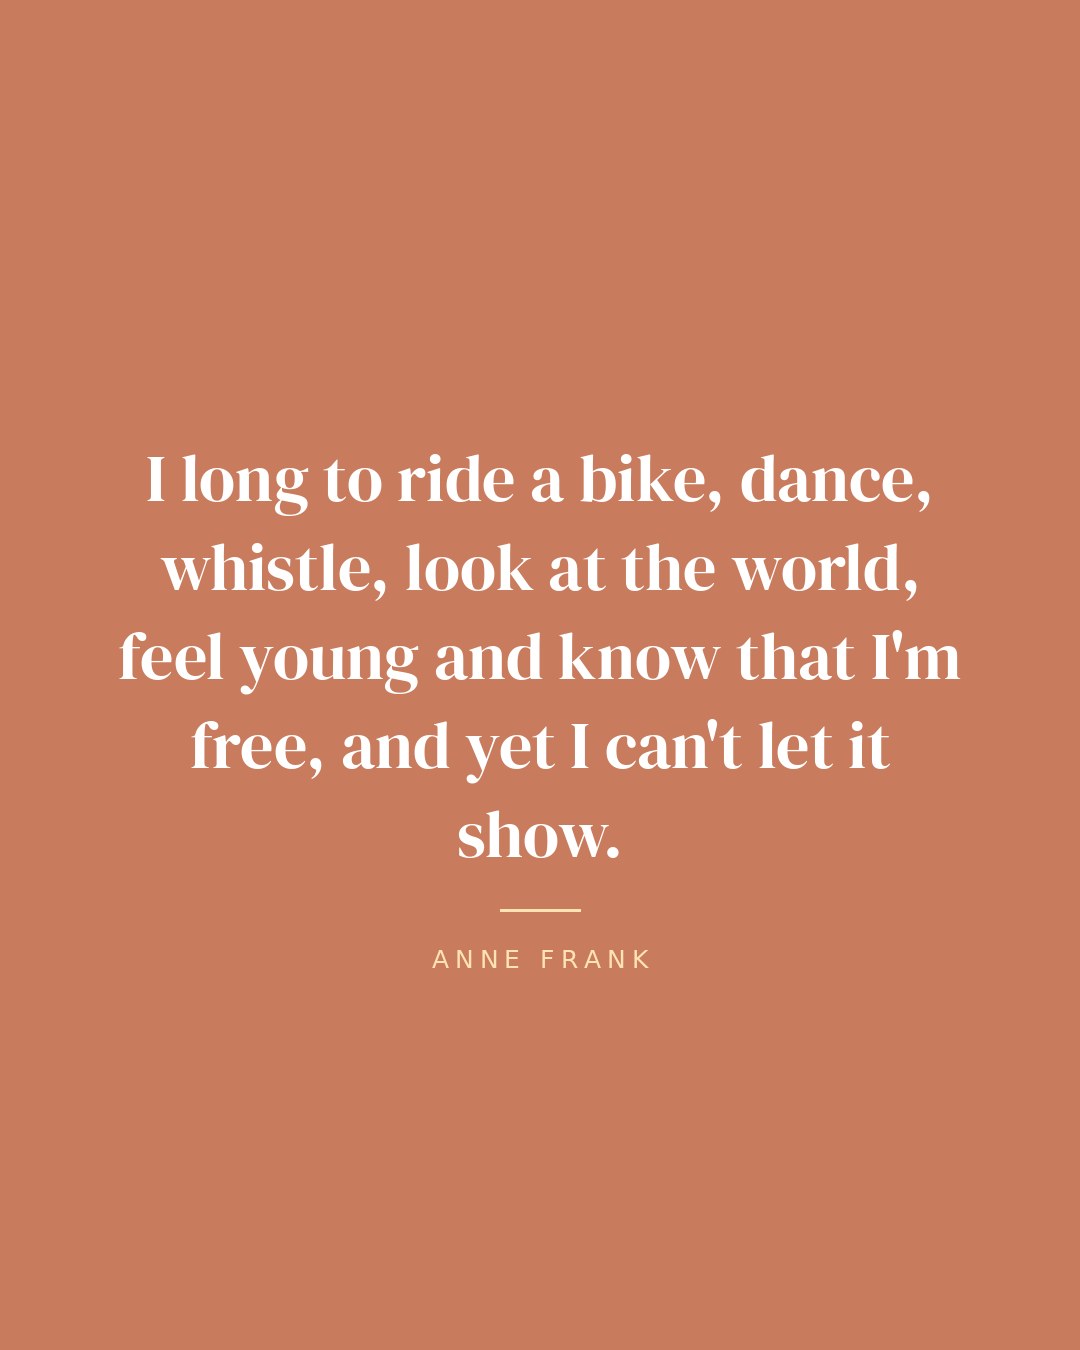 I long to ride a bike, dance,
whistle, look at the world,
feel young and know that I'm
free, and yet I can't let it
show.
ANNE FRANK